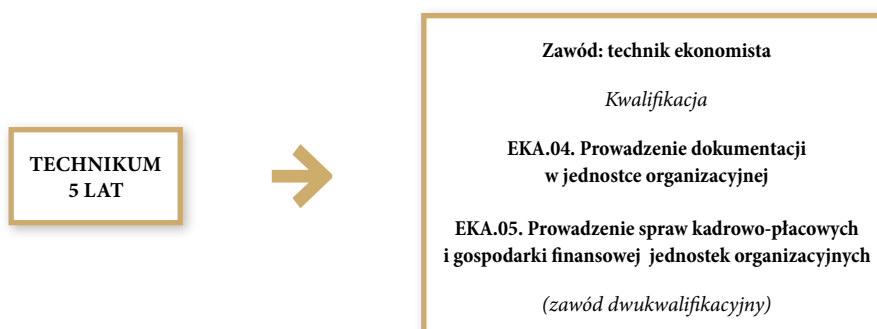 TECHNIKUM
5 LAT
Zawód: technik ekonomista
Kwalifikacja
EKA.04. Prowadzenie dokumentacji
w jednostce organizacyjnej
EKA.05. Prowadzenie spraw kadrowo-płacowych
i gospodarki finansowej jednostek organizacyjnych
(zawód dwukwalifikacyjny)